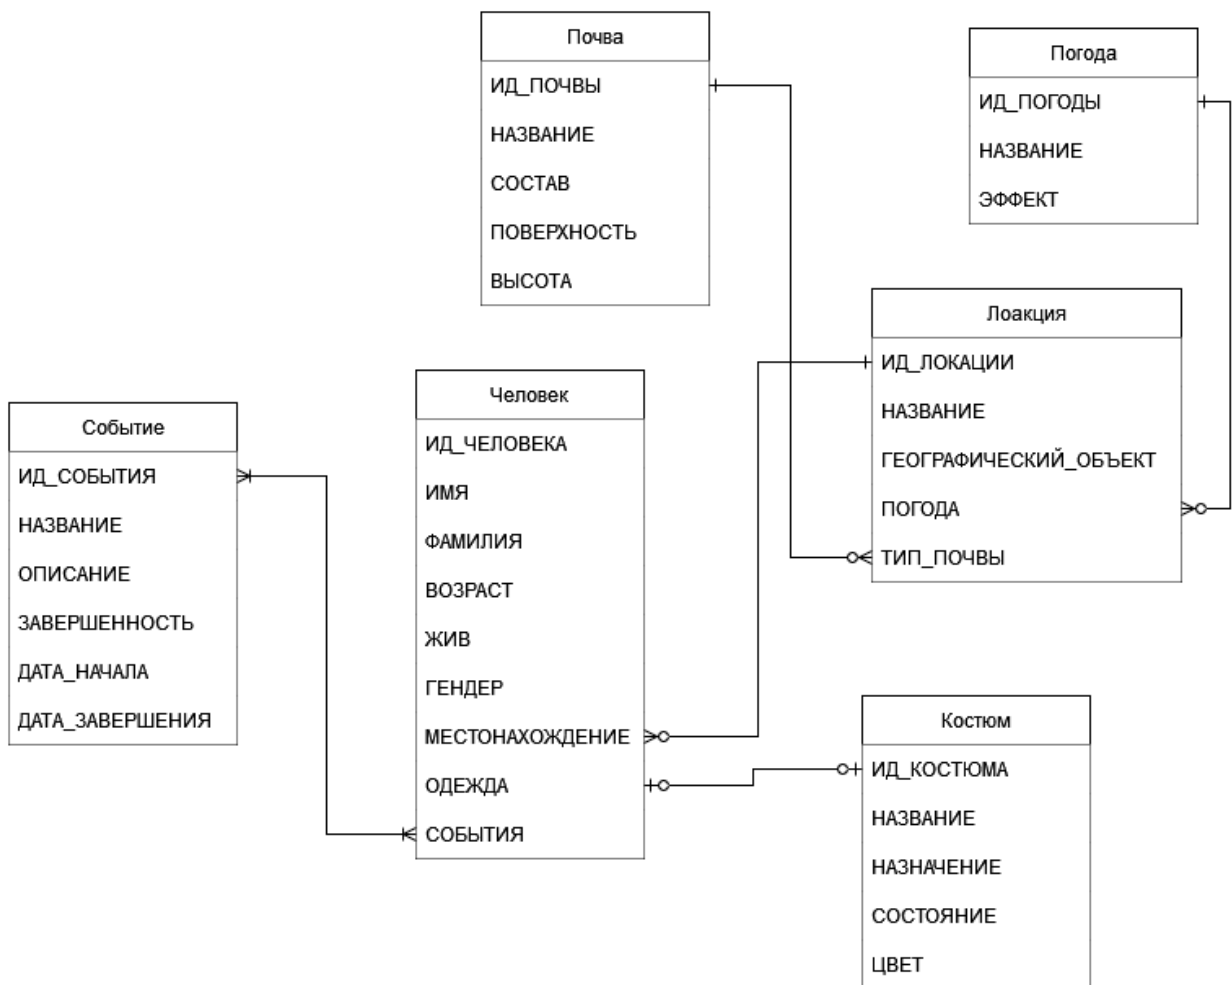 Почва
ИД_ПОЧВЫ
НАЗВАНИЕ
СОСТАВ
ПОВЕРХНОСТЬ
ВЫСОТА
Погода
ИД_ПОГОДЫ
НАЗВАНИЕ
ЭФФЕКТ
Лоакция
ИД_ЛОКАЦИИ
НАЗВАНИЕ
ГЕОГРАФИЧЕСКИЙ_ОБЪЕКТ
ПОГОДА
ТИП_ПОЧВЫ
Событие
ИД_СОБЫТИЯ
НАЗВАНИЕ
ОПИСАНИЕ
ЗАВЕРШЕННОСТЬ
ДАТА_НАЧАЛА
ДАТА_ЗАВЕРШЕНИЯ
Человек
ИД_ЧЕЛОВЕКА
ИМЯ
ФАМИЛИЯ
ВОЗРАСТ
ЖИВ
ГЕНДЕР
МЕСТОНАХОЖДЕНИЕ
ОДЕЖДА
СОБЫТИЯ
Костюм
ИД_КОСТЮМА
НАЗВАНИЕ
НАЗНАЧЕНИЕ
СОСТОЯНИЕ
ЦВЕТ